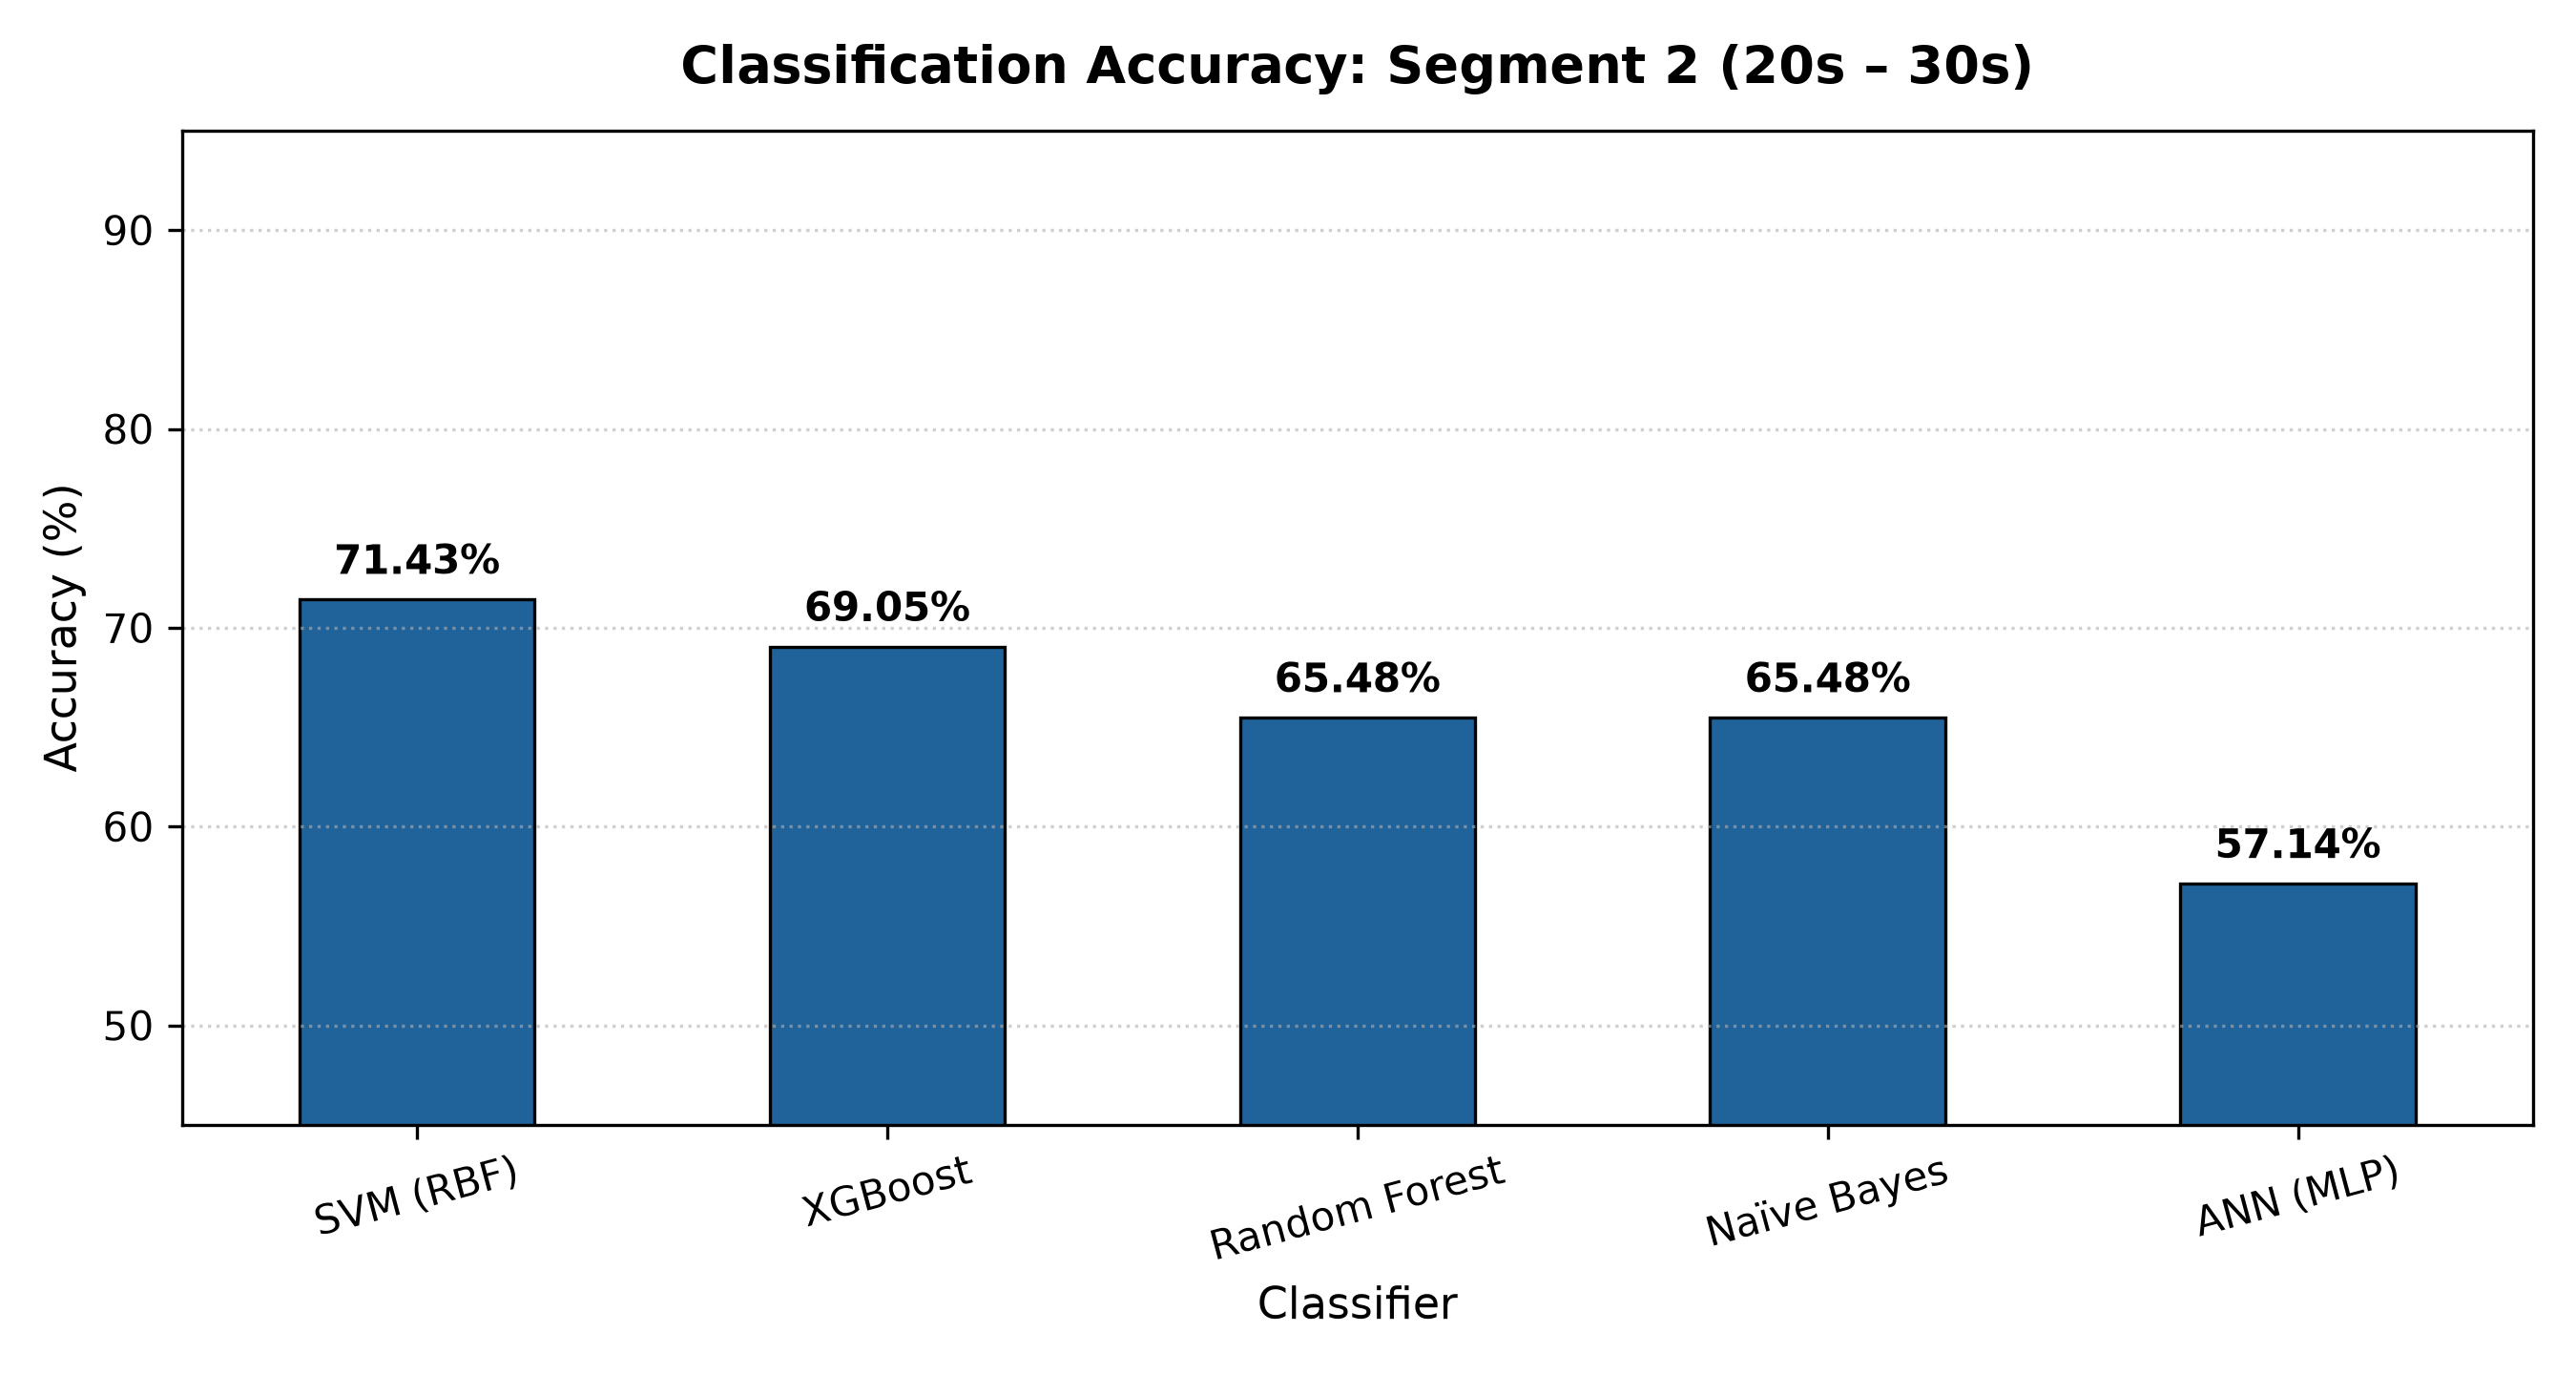 Classification Accuracy: Segment 2 (20s – 30s)
Accuracy (%)
90
80
70
60
50
71.43%
69.05%
65.48%
65.48%
57.14%
SVM (RBF)
XGBoost
Random Forest
Naïve Bayes
ANN (MLP)
Classifier